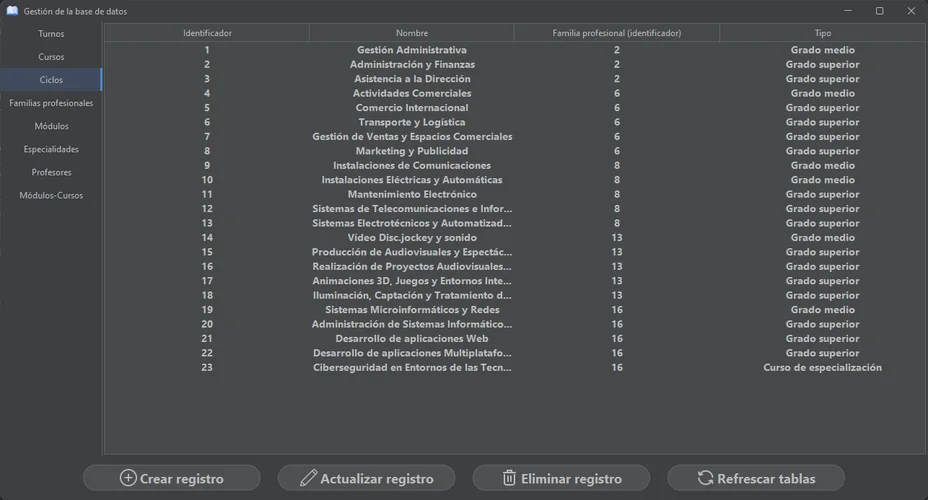 Gestión de la base de datos
Turnos
Cursos
Ciclos
Familias profesionales
Módulos
Especialidades
Profesores
Módulos-Cursos
Identificador Nombre Familia profesional (identificador) Tipo
1 Gestión Administrativa 2 Grado medio
2 Administración y Finanzas 2 Grado superior
3 Asistencia a la Dirección 2 Grado superior
4 Actividades Comerciales 6 Grado medio
5 Comercio Internacional 6 Grado superior
6 Transporte y Logística 6 Grado superior
7 Gestión de Ventas y Espacios Comerciales 6 Grado superior
8 Marketing y Publicidad 6 Grado superior
9 Instalaciones de Comunicaciones 8 Grado medio
10 Instalaciones Eléctricas y Automáticas 8 Grado medio
11 Mantenimiento Electrónico 8 Grado superior
12 Sistemas de Telecomunicaciones e Infor... 8 Grado superior
13 Sistemas Electrotécnicos y Automatizad... 8 Grado superior
14 Vídeo Disc.jockey y sonido 13 Grado medio
15 Producción de Audiovisuales y Espectác... 13 Grado superior
16 Realización de Proyectos Audiovisuales... 13 Grado superior
17 Animaciones 3D, Juegos y Entornos Inte... 13 Grado superior
18 Iluminación, Captación y Tratamiento d... 13 Grado superior
19 Sistemas Microinformáticos y Redes 16 Grado medio
20 Administración de Sistemas Informático... 16 Grado superior
21 Desarrollo de aplicaciones Web 16 Grado superior
22 Desarrollo de aplicaciones Multiplatafo... 16 Grado superior
23 Ciberseguridad en Entornos de las Tecn... 16 Curso de especialización
Crear registro Actualizar registro Eliminar registro Refrescar tablas